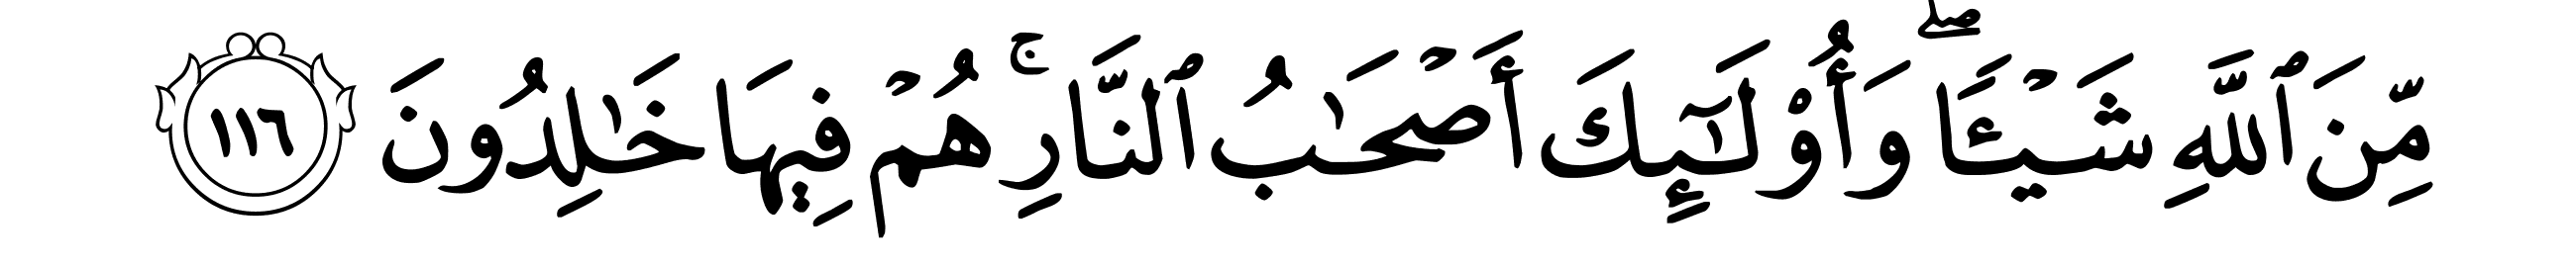 مِّنَ ٱللَّهِ شَيْـًٔاۖ وَأُو۟لَـٰٓئِكَ أَصْحَـٰبُ ٱلنَّارِۚ هُمْ فِيهَا خَـٰلِدُونَ ١١٦